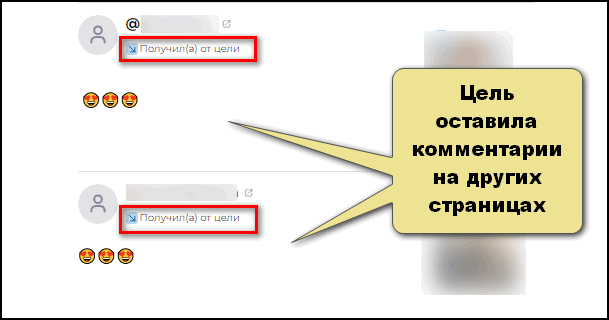 @
Получил(а) от цели
😍😍😍
Цель
оставила
комментарии
на других
страницах
Получил(а) от цели
😍😍😍